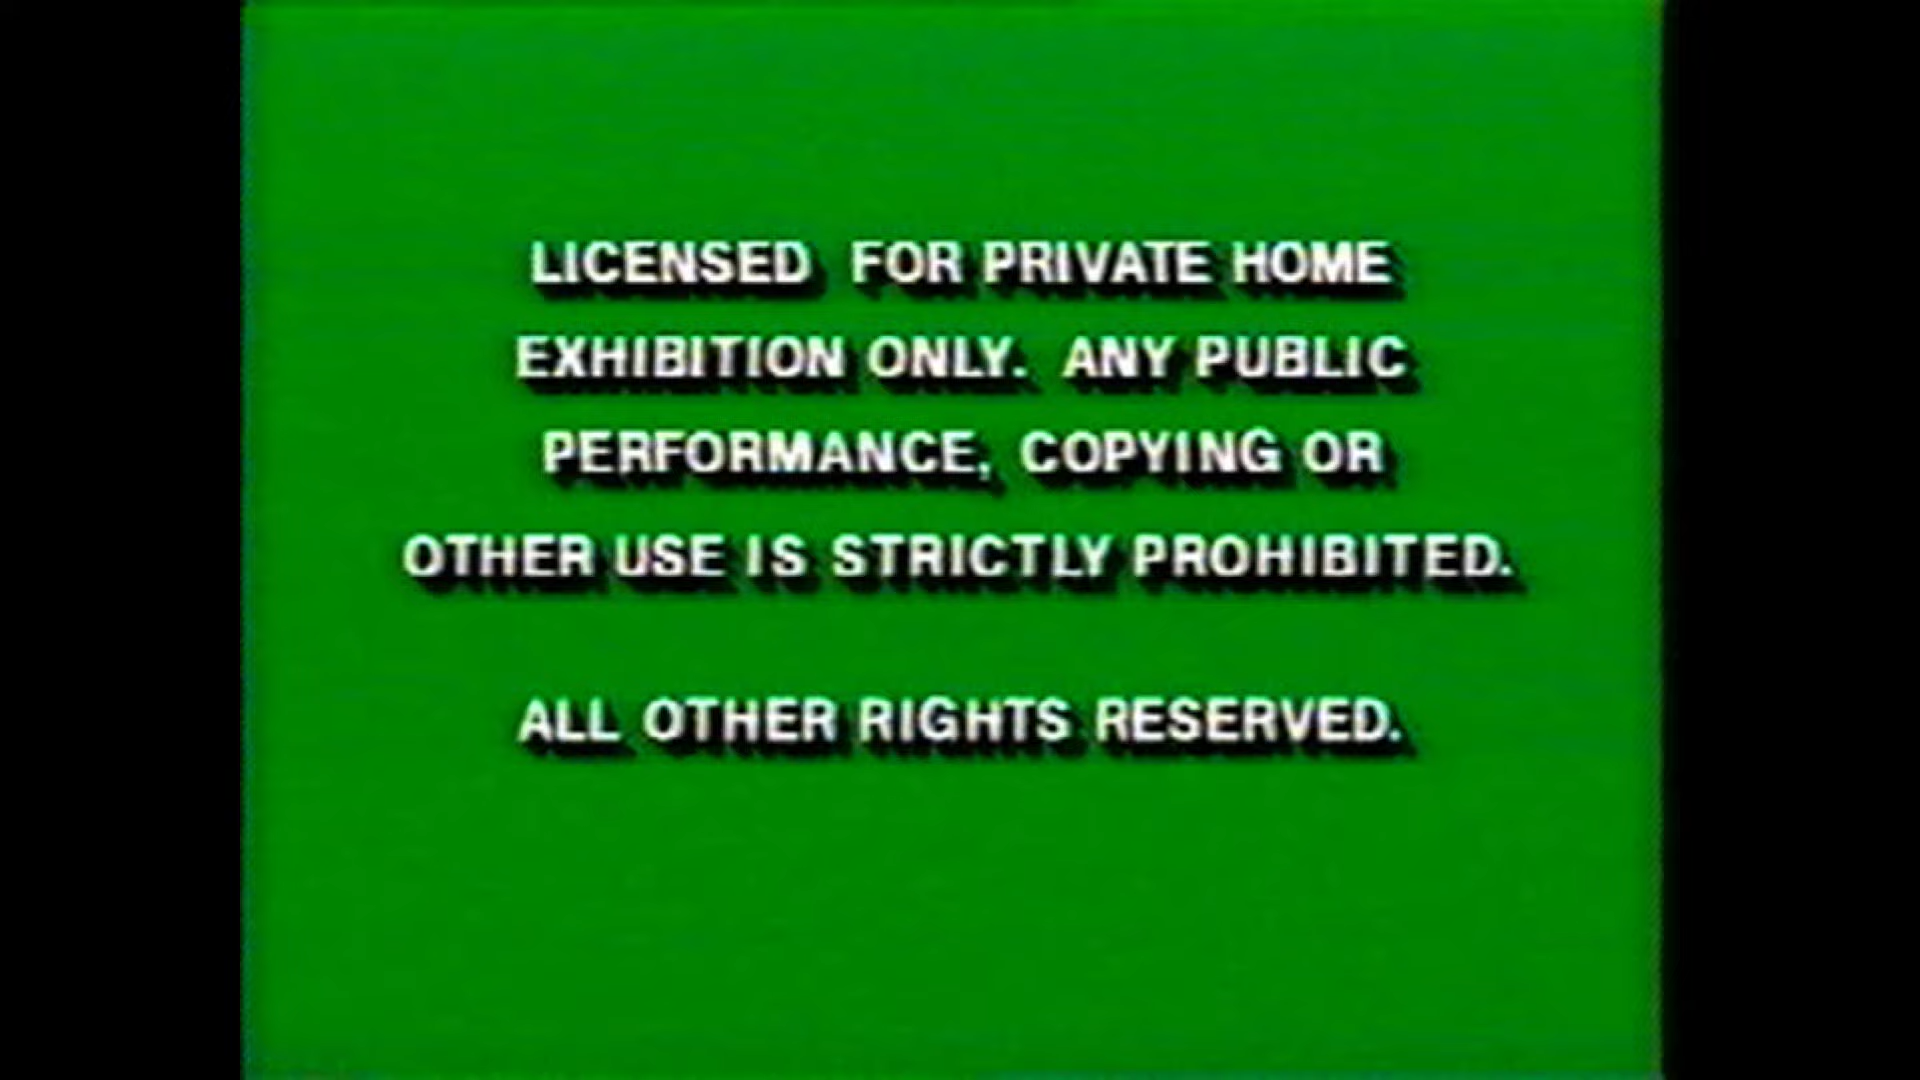 LICENSED FOR PRIVATE HOME
EXHIBITION ONLY. ANY PUBLIC
PERFORMANCE, COPYING OR
OTHER USE IS STRICTLY PROHIBITED.
ALL OTHER RIGHTS RESERVED.